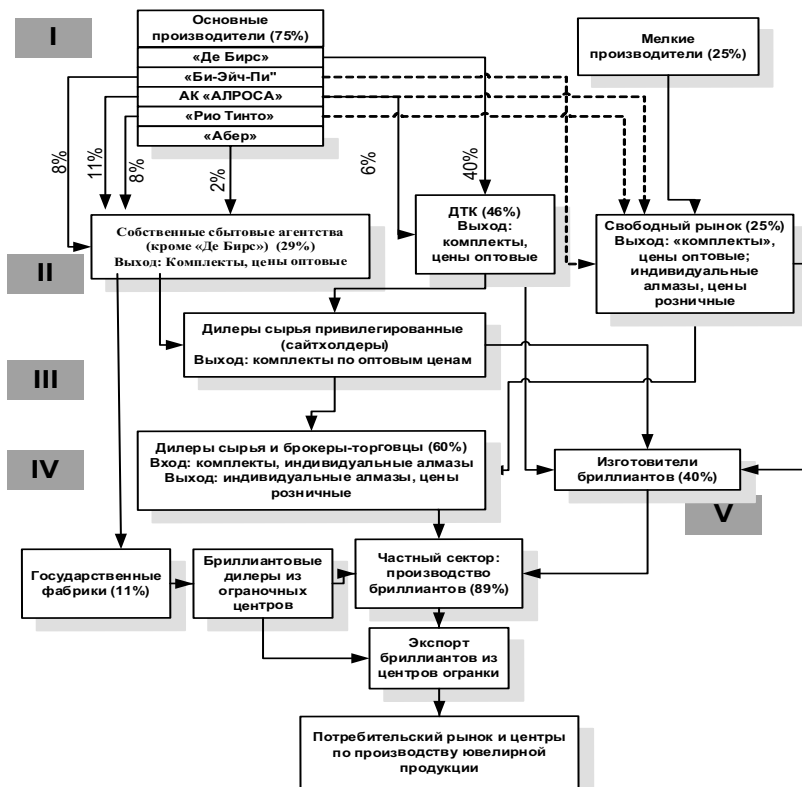 I
Основные
производители (75%)
«Де Бирс»
«Би-Эйч-Пи"
АК «АЛРОСА»
«Рио Тинто»
«Абер»
Мелкие
производители (25%)
8%
11%
8%
2%
6%
40%
II
Собственные сбытовые агентства
(кроме «Де Бирс») (29%)
Выход: Комплекты, цены оптовые
ДТК (46%)
Выход:
комплекты,
цены оптовые
Свободный рынок (25%)
Выход: «комплекты»,
цены оптовые;
индивидуальные
алмазы, цены
розничные
III
Дилеры сырья привилегированные
(сайтхолдеры)
Выход: комплекты по оптовым ценам
IV
Дилеры сырья и брокеры-торговцы (60%)
Вход: комплекты, индивидуальные алмазы
Выход: индивидуальные алмазы, цены
розничные
Изготовители
бриллиантов (40%)
V
Государственные
фабрики (11%)
Бриллиантовые
дилеры из
ограночных
центров
Частный сектор:
производство
бриллиантов (89%)
Экспорт
бриллиантов из
центров огранки
Потребительский рынок и центры
по производству ювелирной
продукции